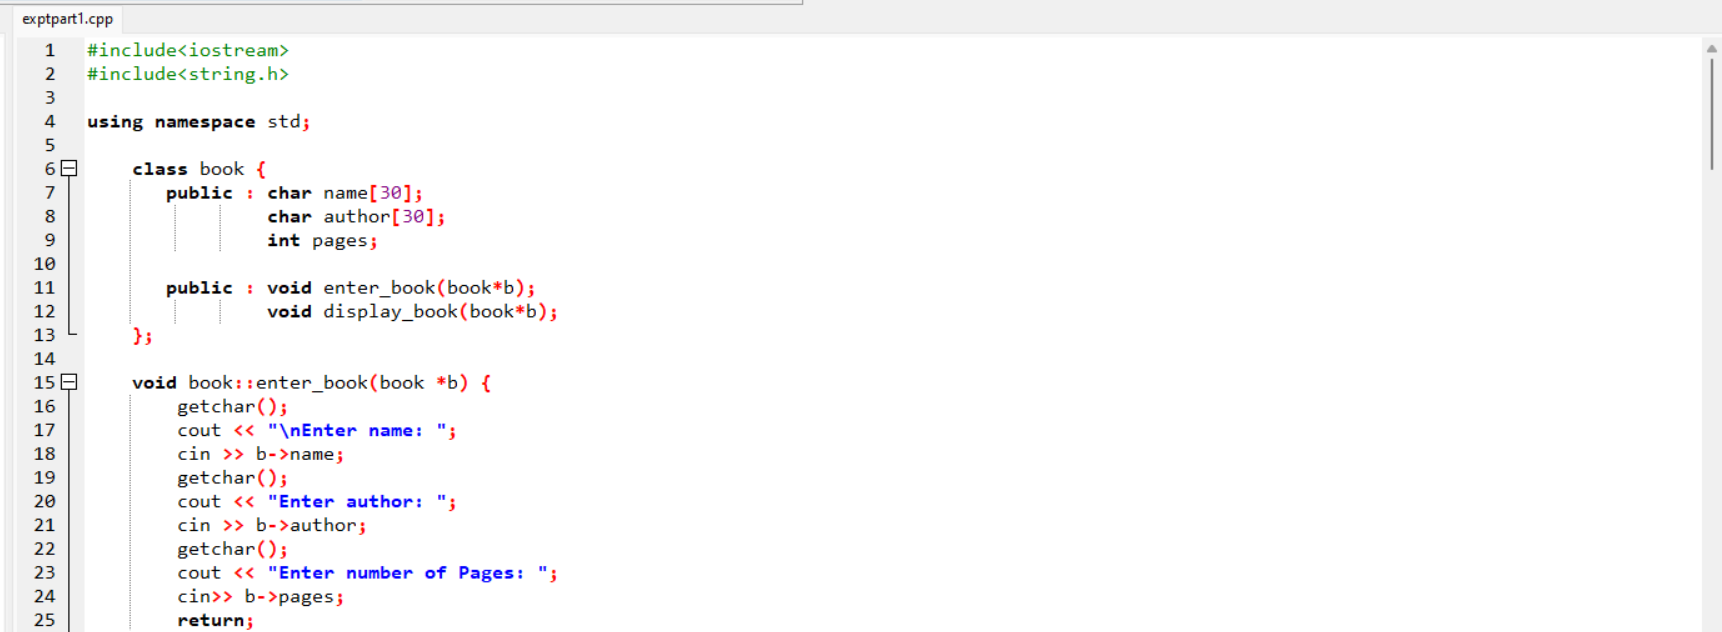 exptpart1.cpp
1 #include<iostream>
2 #include<string.h>
3
4 using namespace std;
5
6 class book {
7 public : char name[30];
8 char author[30];
9 int pages;
10
11 public : void enter_book(book*b);
12 void display_book(book*b);
13 };
14
15 void book::enter_book(book *b) {
16 getchar();
17 cout << "\nEnter name: ";
18 cin >> b->name;
19 getchar();
20 cout << "Enter author: ";
21 cin >> b->author;
22 getchar();
23 cout << "Enter number of Pages: ";
24 cin>> b->pages;
25 return;